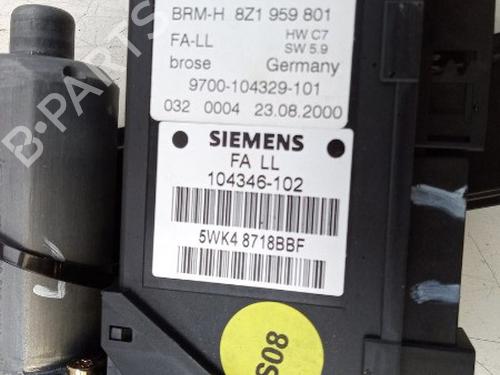 BRM-H 8Z1 959 801
FA-LL HW C7
SW 5.9
brose Germany
9700-104329-101
032 0004 23.08.2000
SIEMENS
FA LL
104346-102
5WK4 8718BBF
80S
B-PARTS